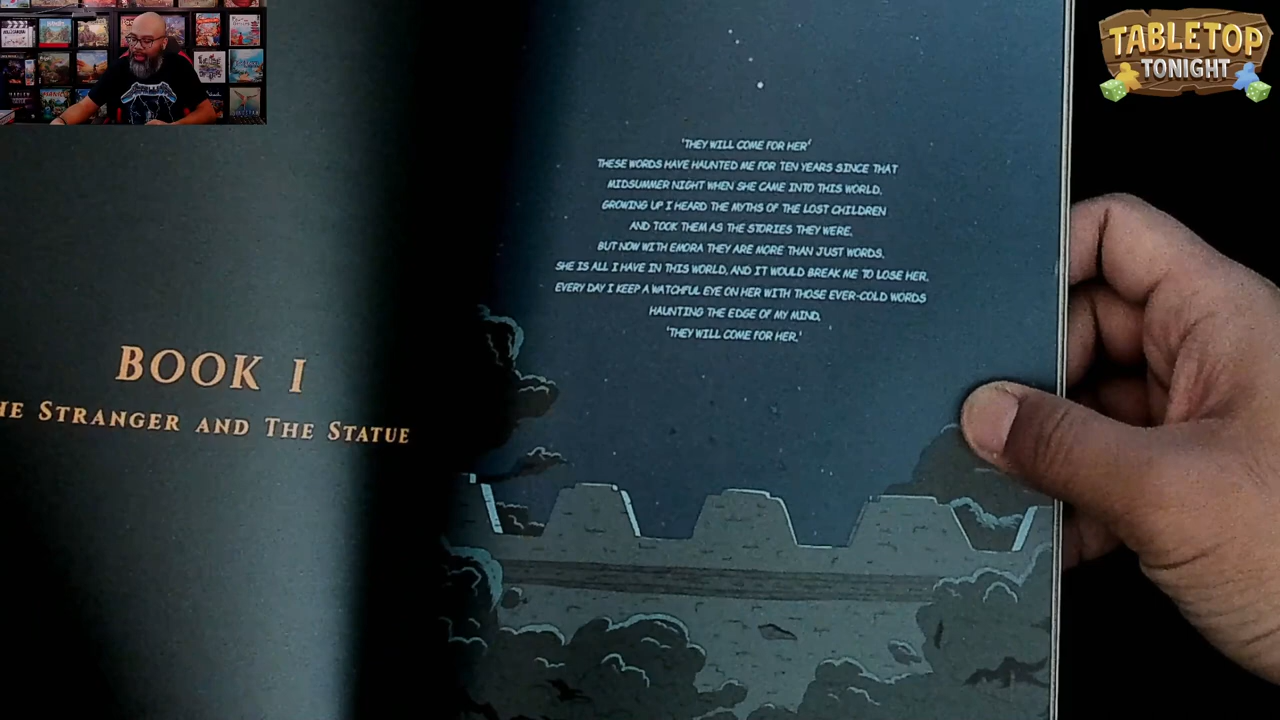 TABLETOP
TONIGHT
BOOK I
THE STRANGER AND THE STATUE
'THEY WILL COME FOR HER'
THESE WORDS HAVE HAUNTED ME FOR TEN YEARS SINCE THAT
MIDSUMMER NIGHT WHEN SHE CAME INTO THIS WORLD.
GROWING UP I HEARD THE MYTHS OF THE LOST CHILDREN
AND TOOK THEM AS THE STORIES THEY WERE.
BUT NOW WITH EMORA THEY ARE MORE THAN JUST WORDS.
SHE IS ALL I HAVE IN THIS WORLD, AND IT WOULD BREAK ME TO LOSE HER.
EVERY DAY I KEEP A WATCHFUL EYE ON HER WITH THOSE EVER-COLD WORDS
HAUNTING THE EDGE OF MY MIND,
'THEY WILL COME FOR HER.'